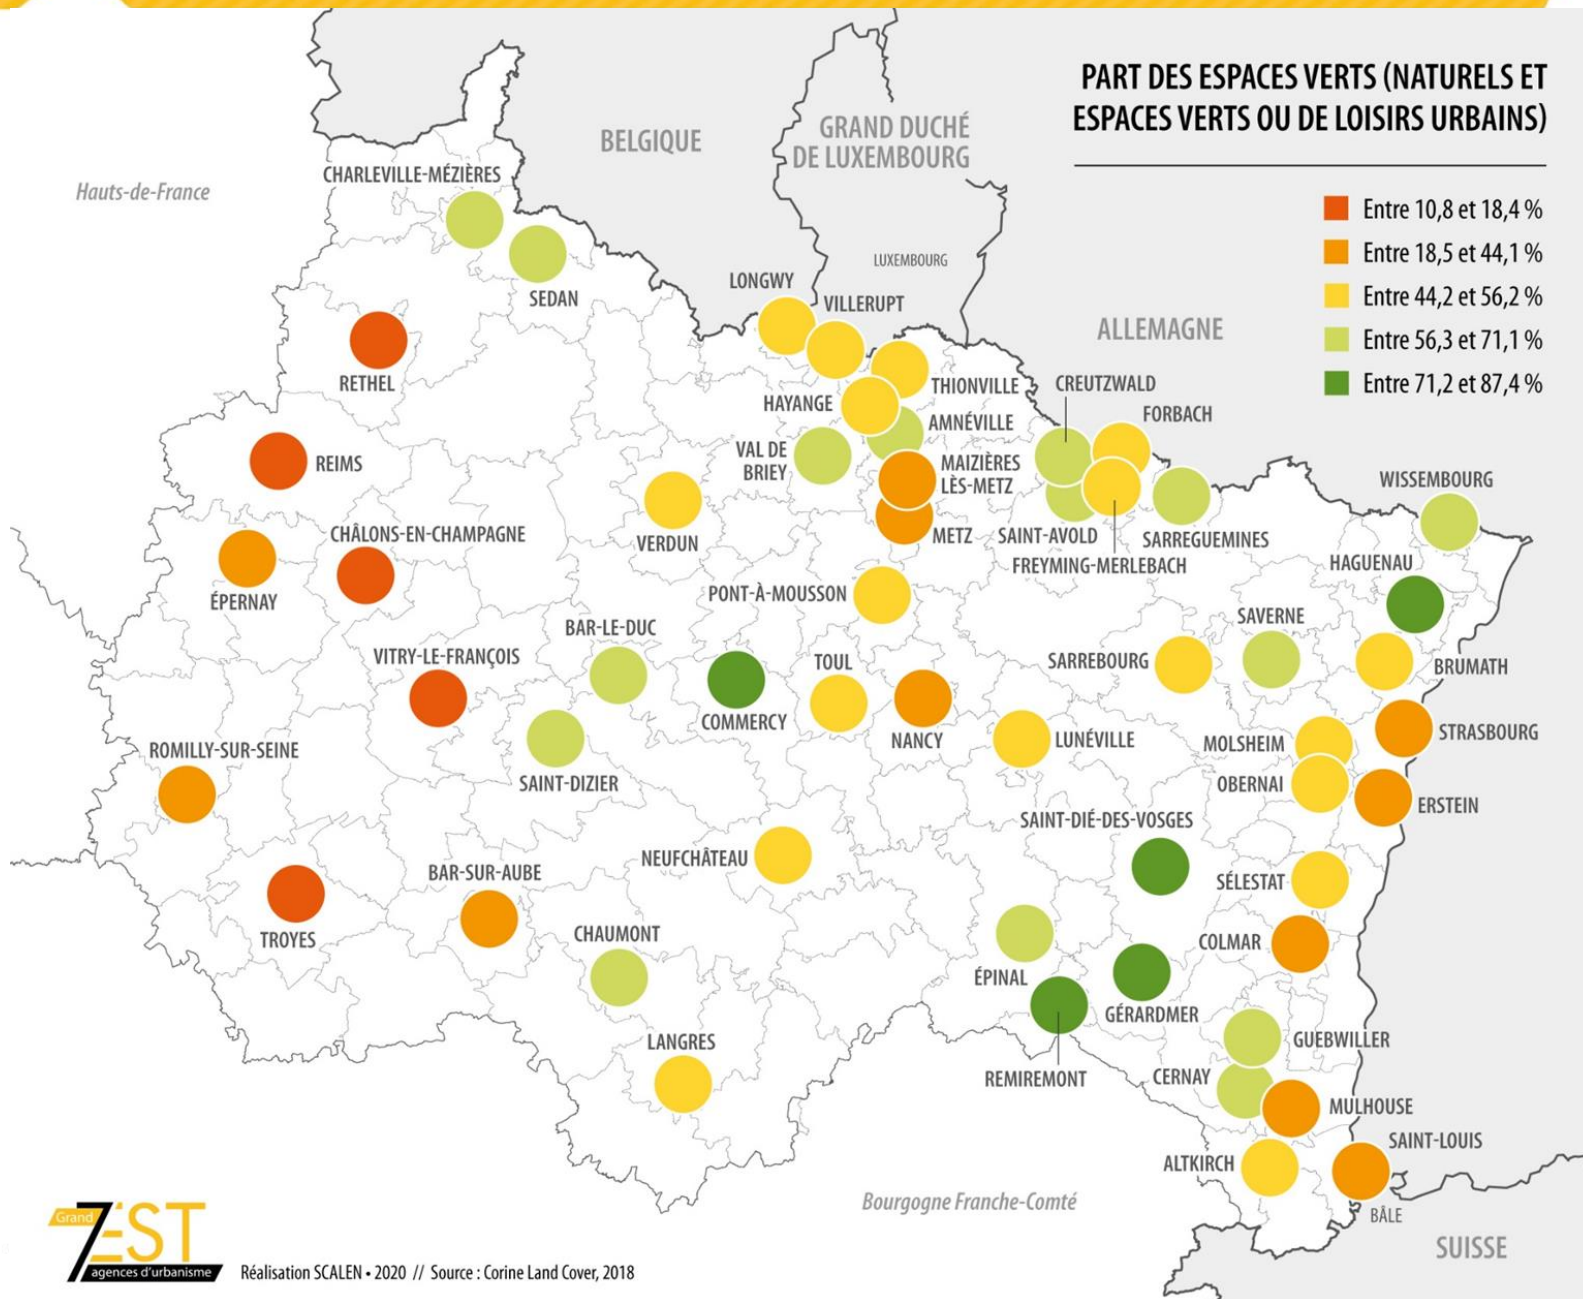 PART DES ESPACES VERTS (NATURELS ET
ESPACES VERTS OU DE LOISIRS URBAINS)
Entre 10,8 et 18,4 %
Entre 18,5 et 44,1 %
Entre 44,2 et 56,2 %
Entre 56,3 et 71,1 %
Entre 71,2 et 87,4 %
BELGIQUE
GRAND DUCHÉ
DE LUXEMBOURG
Hauts-de-France
CHARLEVILLE-MÉZIÈRES
LUXEMBOURG
SEDAN
LONGWY
VILLERUPT
ALLEMAGNE
RETHEL
THIONVILLE
CREUTZWALD
HAYANGE
FORBACH
AMNÉVILLE
VAL DE
BRIEY
REIMS
MAIZIÈRES
LÈS-METZ
WISSEMBOURG
CHÂLONS-EN-CHAMPAGNE
VERDUN
METZ
SAINT-AVOLD
SARREGUEMINES
FREYMING-MERLEBACH
HAGUENAU
ÉPERNAY
PONT-À-MOUSSON
SAVERNE
BAR-LE-DUC
VITRY-LE-FRANÇOIS
TOUL
SARREBOURG
BRUMATH
COMMERCY
NANCY
LUNÉVILLE
STRASBOURG
MOLSHEIM
ROMILLY-SUR-SEINE
SAINT-DIZIER
OBERNAI
ERSTEIN
SAINT-DIÉ-DES-VOSGES
NEUFCHÂTEAU
BAR-SUR-AUBE
SÉLESTAT
TROYES
CHAUMONT
COLMAR
ÉPINAL
GÉRARDMER
LANGRES
GUEBWILLER
REMIREMONT
CERNAY
MULHOUSE
SAINT-LOUIS
ALTKIRCH
Bourgogne Franche-Comté
BÂLE
SUISSE
Grand
7EST
agences d'urbanisme
Réalisation SCALEN • 2020 // Source : Corine Land Cover, 2018